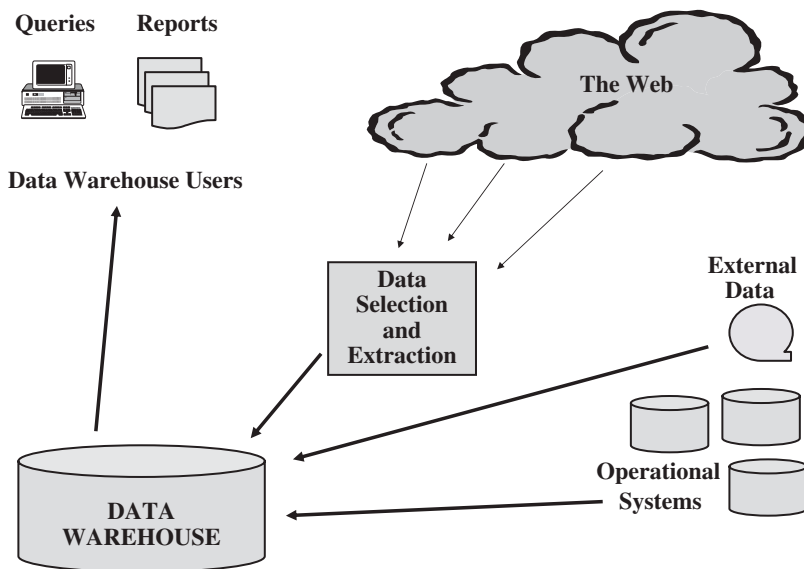 Queries Reports
The Web
Data Warehouse Users
Data
Selection
and
Extraction
External
Data
Operational
Systems
DATA
WAREHOUSE